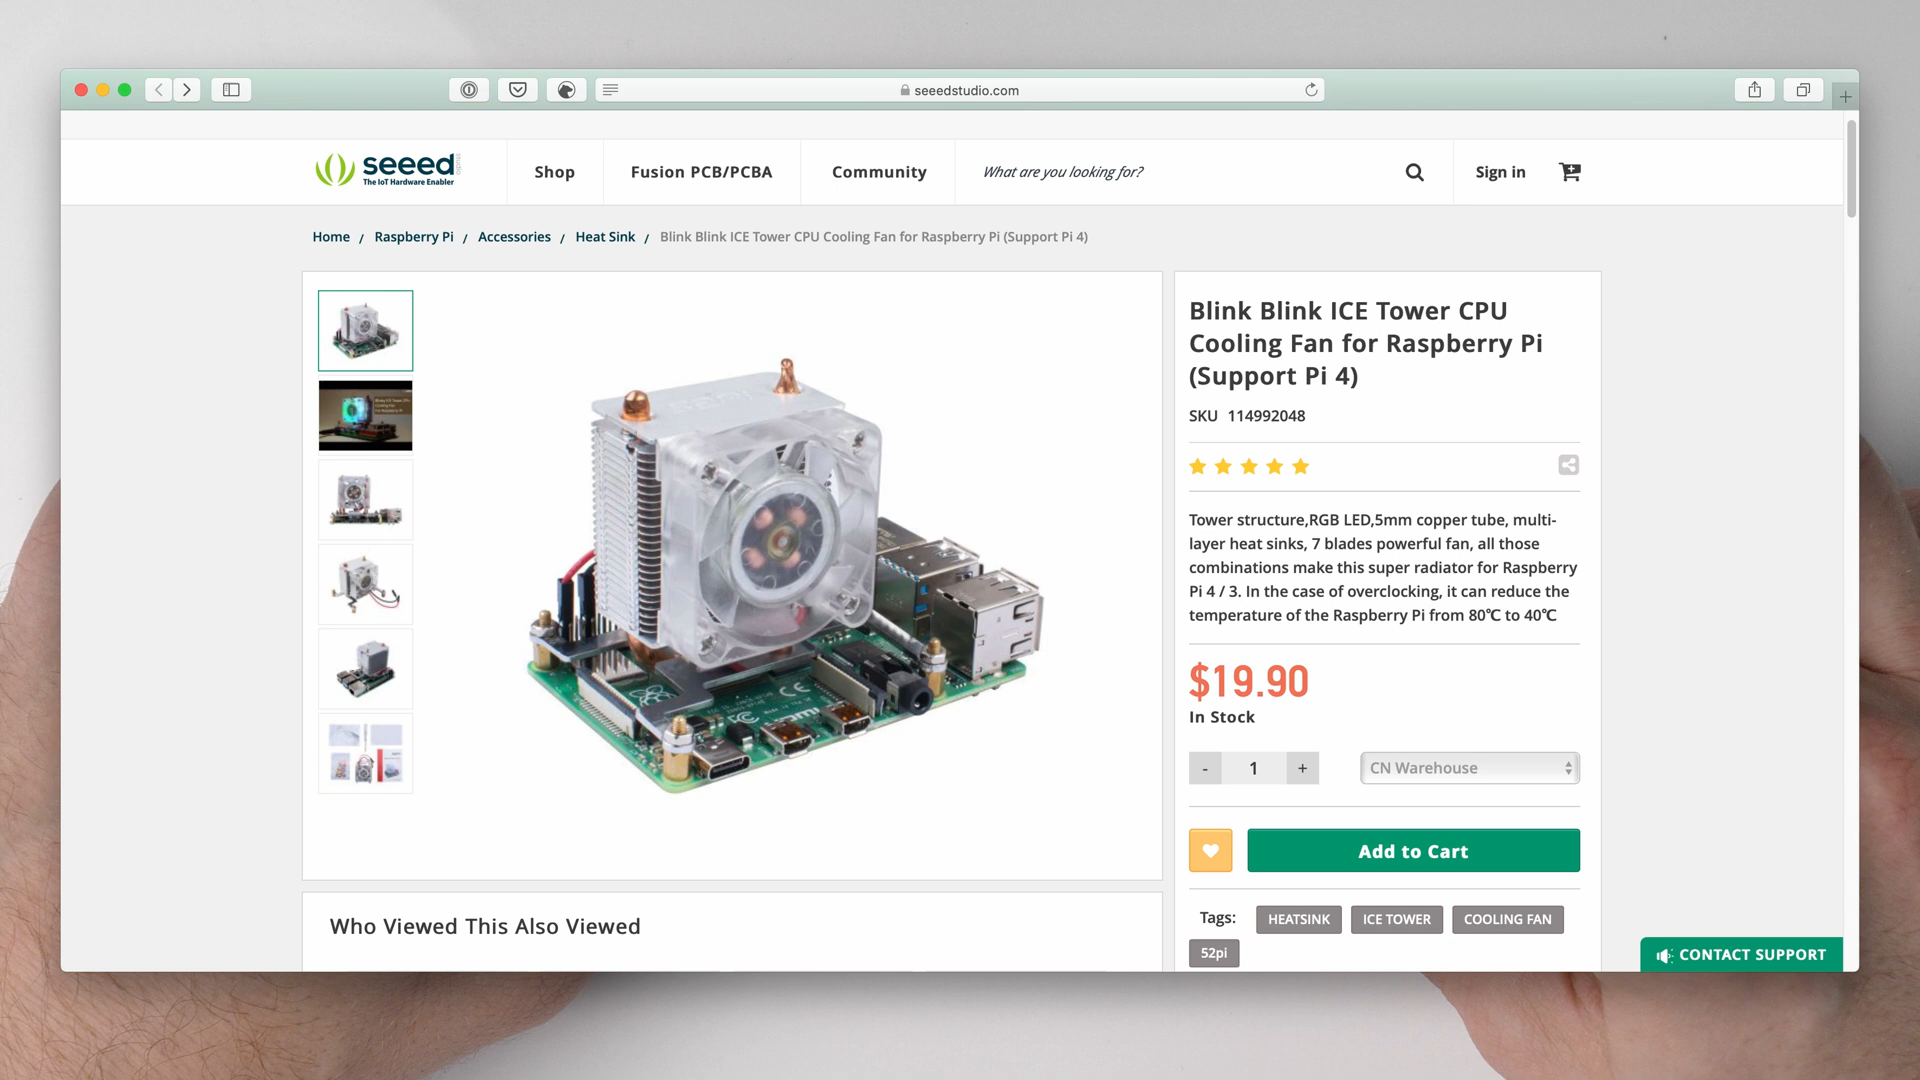 seeedstudio.com
seeed
The IoT Hardware Enabler
Shop
Fusion PCB/PCBA
Community
What are you looking for?
Sign in
Home / Raspberry Pi / Accessories / Heat Sink / Blink Blink ICE Tower CPU Cooling Fan for Raspberry Pi (Support Pi 4)
Blink Blink ICE Tower CPU
Cooling Fan for Raspberry Pi
(Support Pi 4)
SKU 114992048
Tower structure,RGB LED,5mm copper tube, multi-
layer heat sinks, 7 blades powerful fan, all those
combinations make this super radiator for Raspberry
Pi 4 / 3. In the case of overclocking, it can reduce the
temperature of the Raspberry Pi from 80℃ to 40℃
$19.90
In Stock
- 1 +
CN Warehouse
Add to Cart
Tags: HEATSINK ICE TOWER COOLING FAN
52pi
Who Viewed This Also Viewed
CONTACT SUPPORT